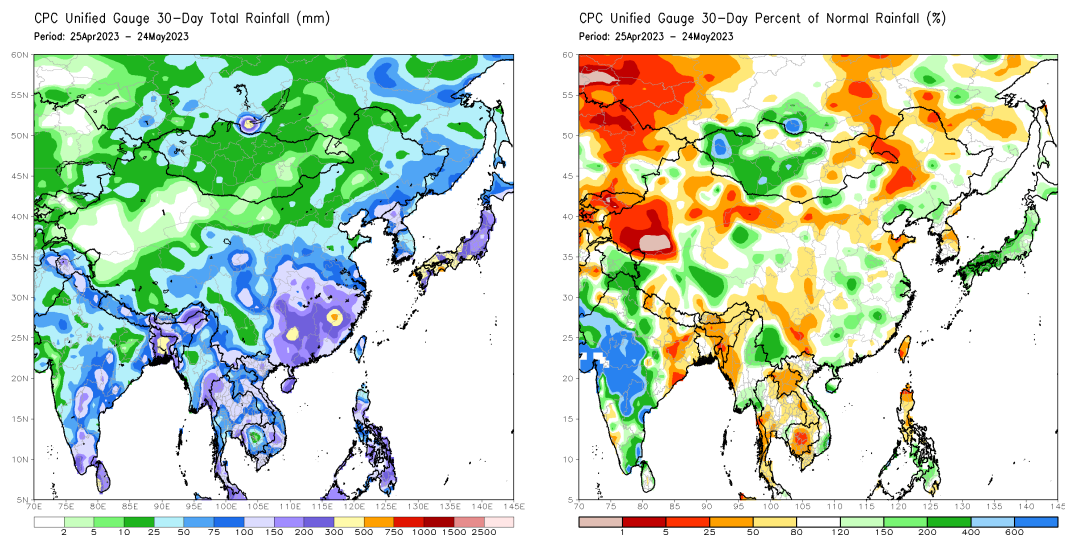 CPC Unified Gauge 30-Day Total Rainfall (mm)
Period: 25Apr2023 - 24May2023
60N
55N
50N
45N
40N
35N
30N
25N
20N
15N
10N
5N
70E 75E 80E 85E 90E 95E 100E 105E 110E 115E 120E 125E 130E 135E 140E 145E
2 5 10 25 50 75 100 150 200 300 500 750 1000 1500 2500
CPC Unified Gauge 30-Day Percent of Normal Rainfall (%)
Period: 25Apr2023 - 24May2023
60
55
50
45
40
35
30
25
20
15
10
5
70 75 80 85 90 95 100 105 110 115 120 125 130 135 140 145
1 5 25 50 80 120 150 200 400 600